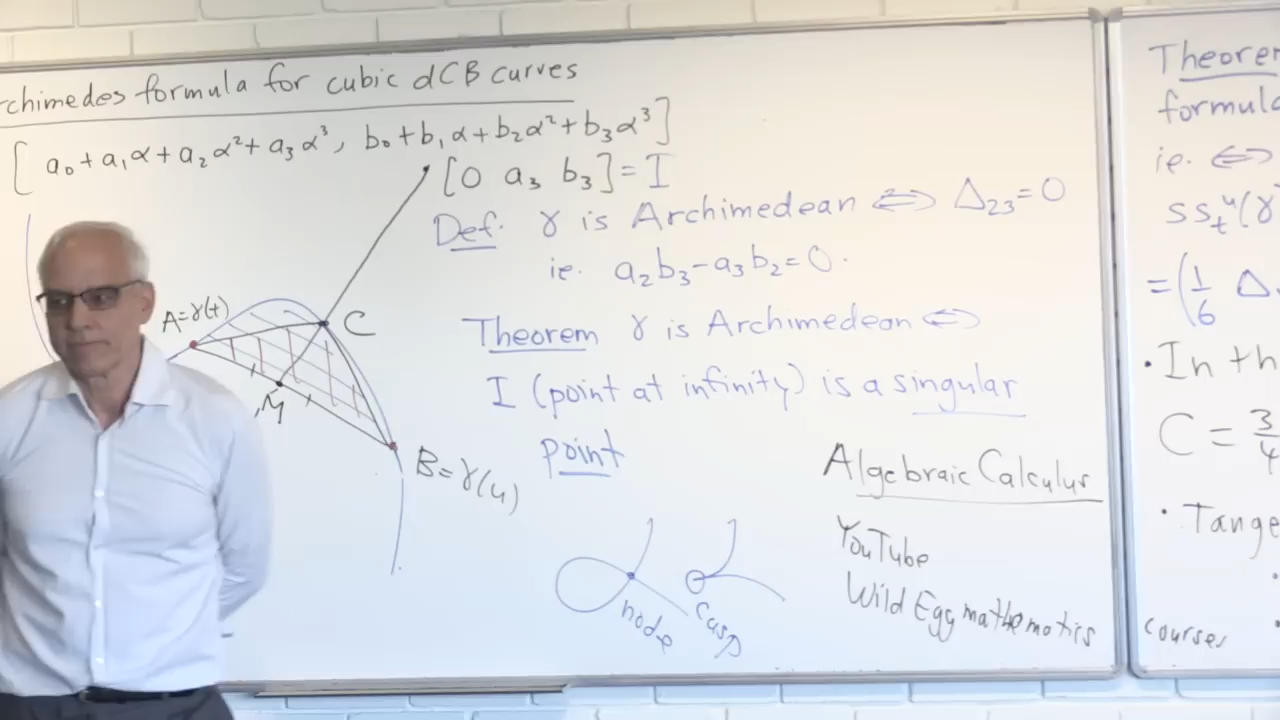 rchimedes formula for cubic dCB curves
[a₀+a₁α+a₂α²+a₃α³, b₀+b₁α+b₂α²+b₃α³]
[0 a₃ b₃]=I
Def: γ is Archimedean ⇔ Δ₂₃=0
ie. a₂b₃-a₃b₂=0.
A=γ(t)
C
M
B=γ(u)
Theorem γ is Archimedean ⇔
I (point at infinity) is a singular
point
node
cusp
Algebraic Calculus
YouTube
Wild Egg mathematics
courses
Theorem
formula
ie. ⇔
ssₜᵘ(γ
=(1/6 Δ
• In th
C = 3/4
• Tange